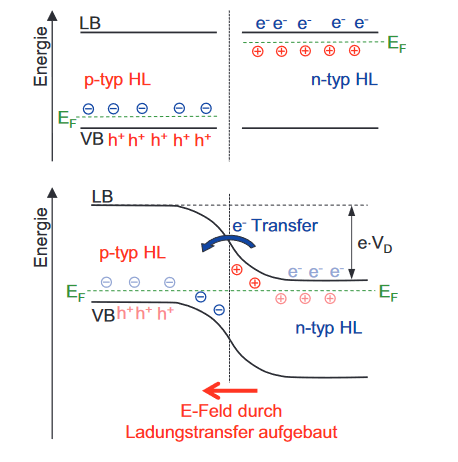 Energie
LB
e⁻ e⁻ e⁻ e⁻ e⁻
⊕ ⊕ ⊕ ⊕ ⊕
E_F
p-typ HL
n-typ HL
⊖ ⊖ ⊖ ⊖ ⊖
E_F
VB h⁺ h⁺ h⁺ h⁺ h⁺
Energie
LB
e⁻ Transfer
e·V_D
p-typ HL
⊕
e⁻ e⁻ e⁻
⊖ ⊖ ⊖ ⊕
E_F ⊖ ⊕ ⊕ ⊕ E_F
VB h⁺ h⁺ h⁺ ⊖
n-typ HL
E-Feld durch
Ladungstransfer aufgebaut